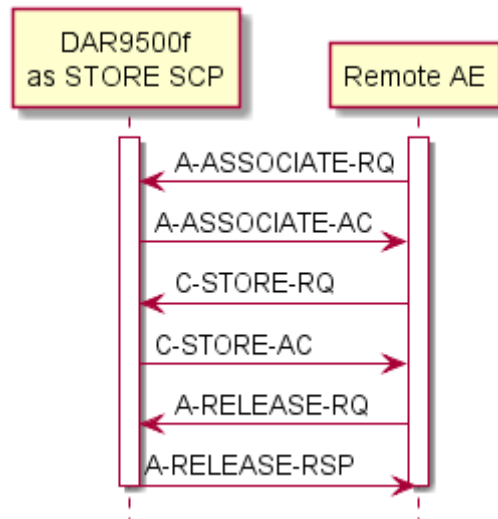 DAR9500f
as STORE SCP
Remote AE
A-ASSOCIATE-RQ
A-ASSOCIATE-AC
C-STORE-RQ
C-STORE-AC
A-RELEASE-RQ
A-RELEASE-RSP